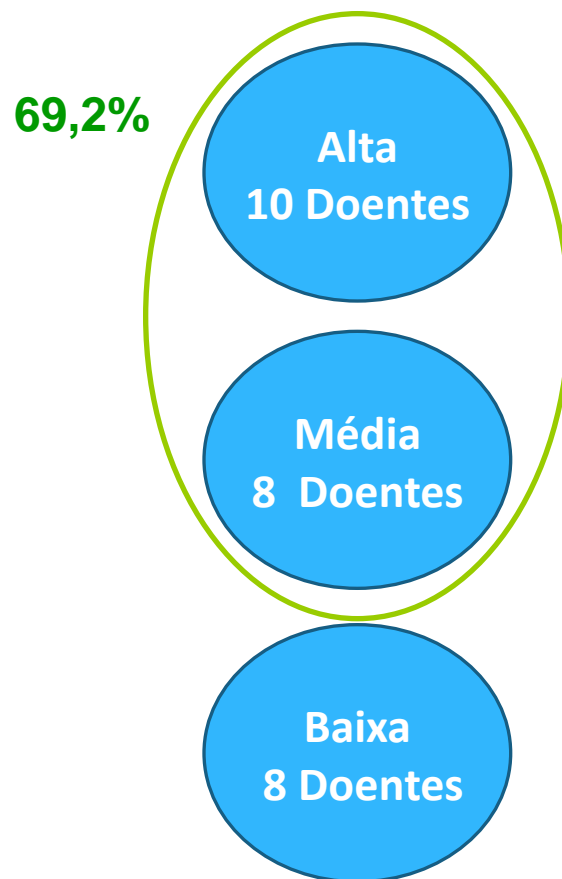 69,2%
Alta
10 Doentes
Média
8 Doentes
Baixa
8 Doentes